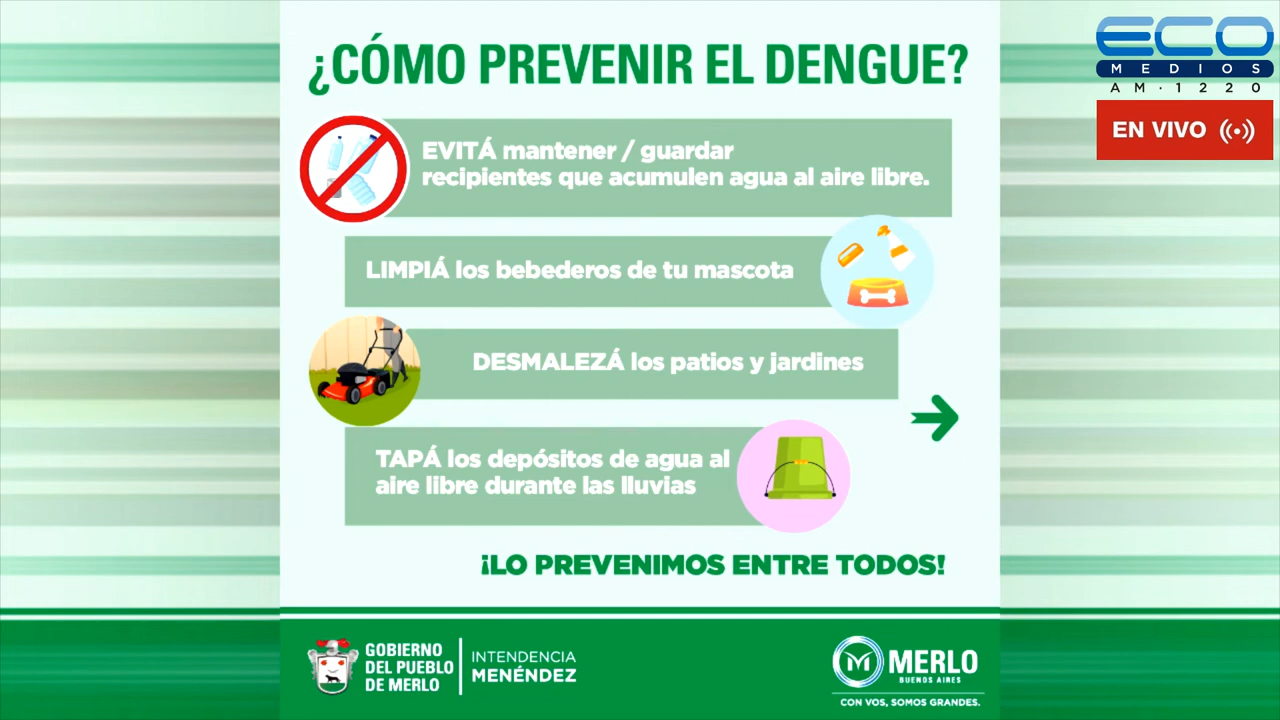 ¿CÓMO PREVENIR EL DENGUE?
ECO
MEDIOS
AM·1220
EN VIVO
EVITÁ mantener / guardar
recipientes que acumulen agua al aire libre.
LIMPIÁ los bebederos de tu mascota
DESMALEZÁ los patios y jardines
TAPÁ los depósitos de agua al
aire libre durante las lluvias
¡LO PREVENIMOS ENTRE TODOS!
GOBIERNO
DEL PUEBLO
DE MERLO
INTENDENCIA
MENÉNDEZ
MERLO
BUENOS AIRES
CON VOS, SOMOS GRANDES.